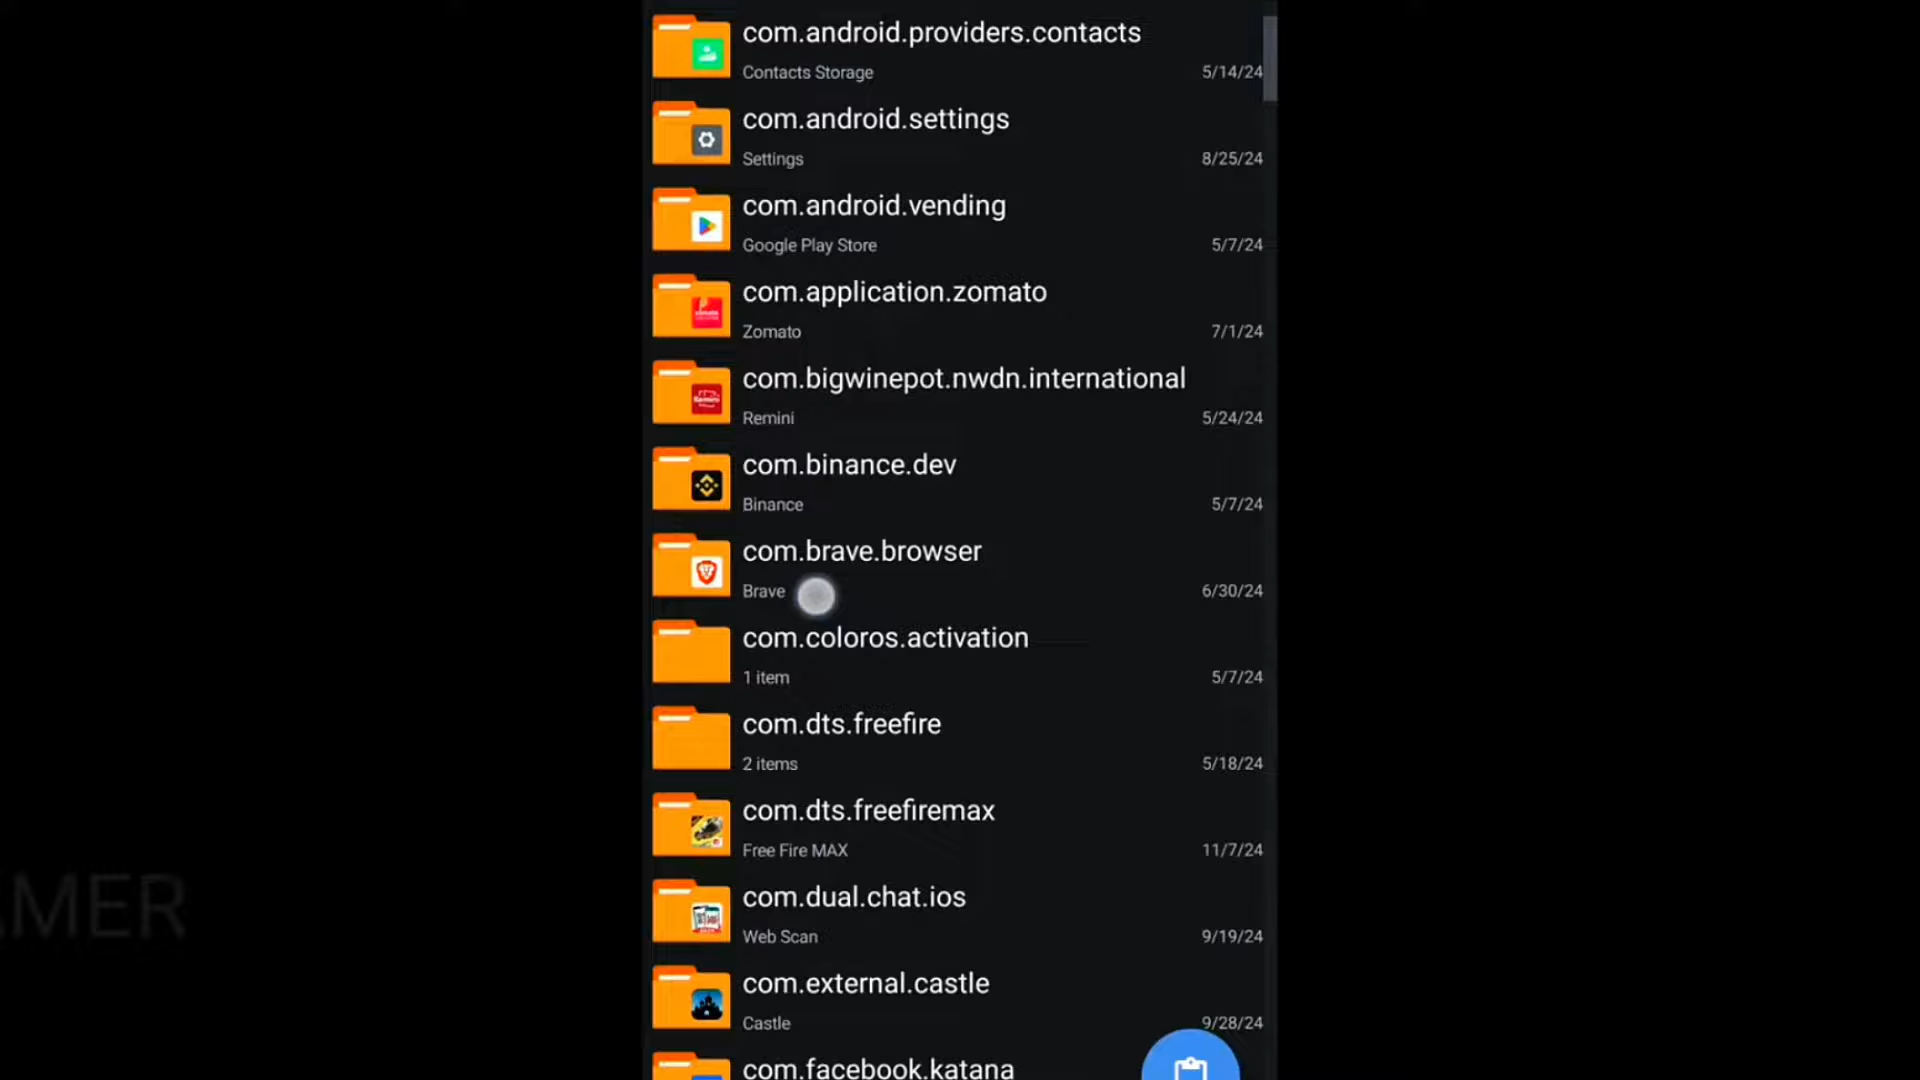 com.android.providers.contacts
Contacts Storage 5/14/24
com.android.settings
Settings 8/25/24
com.android.vending
Google Play Store 5/7/24
com.application.zomato
Zomato 7/1/24
com.bigwinepot.nwdn.international
Remini 5/24/24
com.binance.dev
Binance 5/7/24
com.brave.browser
Brave 6/30/24
com.coloros.activation
1 item 5/7/24
com.dts.freefire
2 items 5/18/24
com.dts.freefiremax
Free Fire MAX 11/7/24
com.dual.chat.ios
Web Scan 9/19/24
com.external.castle
Castle 9/28/24
com.facebook.katana
AMER